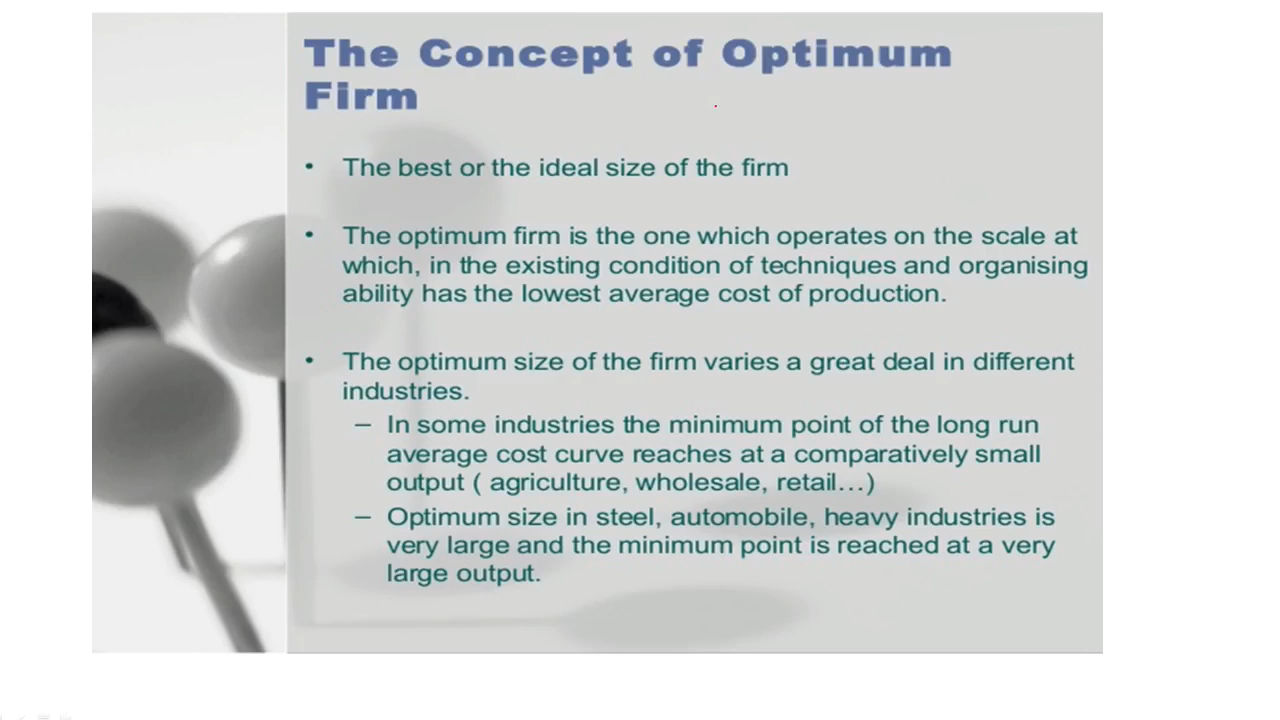 The Concept of Optimum
Firm
• The best or the ideal size of the firm
• The optimum firm is the one which operates on the scale at
which, in the existing condition of techniques and organising
ability has the lowest average cost of production.
• The optimum size of the firm varies a great deal in different
industries.
– In some industries the minimum point of the long run
average cost curve reaches at a comparatively small
output ( agriculture, wholesale, retail…)
– Optimum size in steel, automobile, heavy industries is
very large and the minimum point is reached at a very
large output.